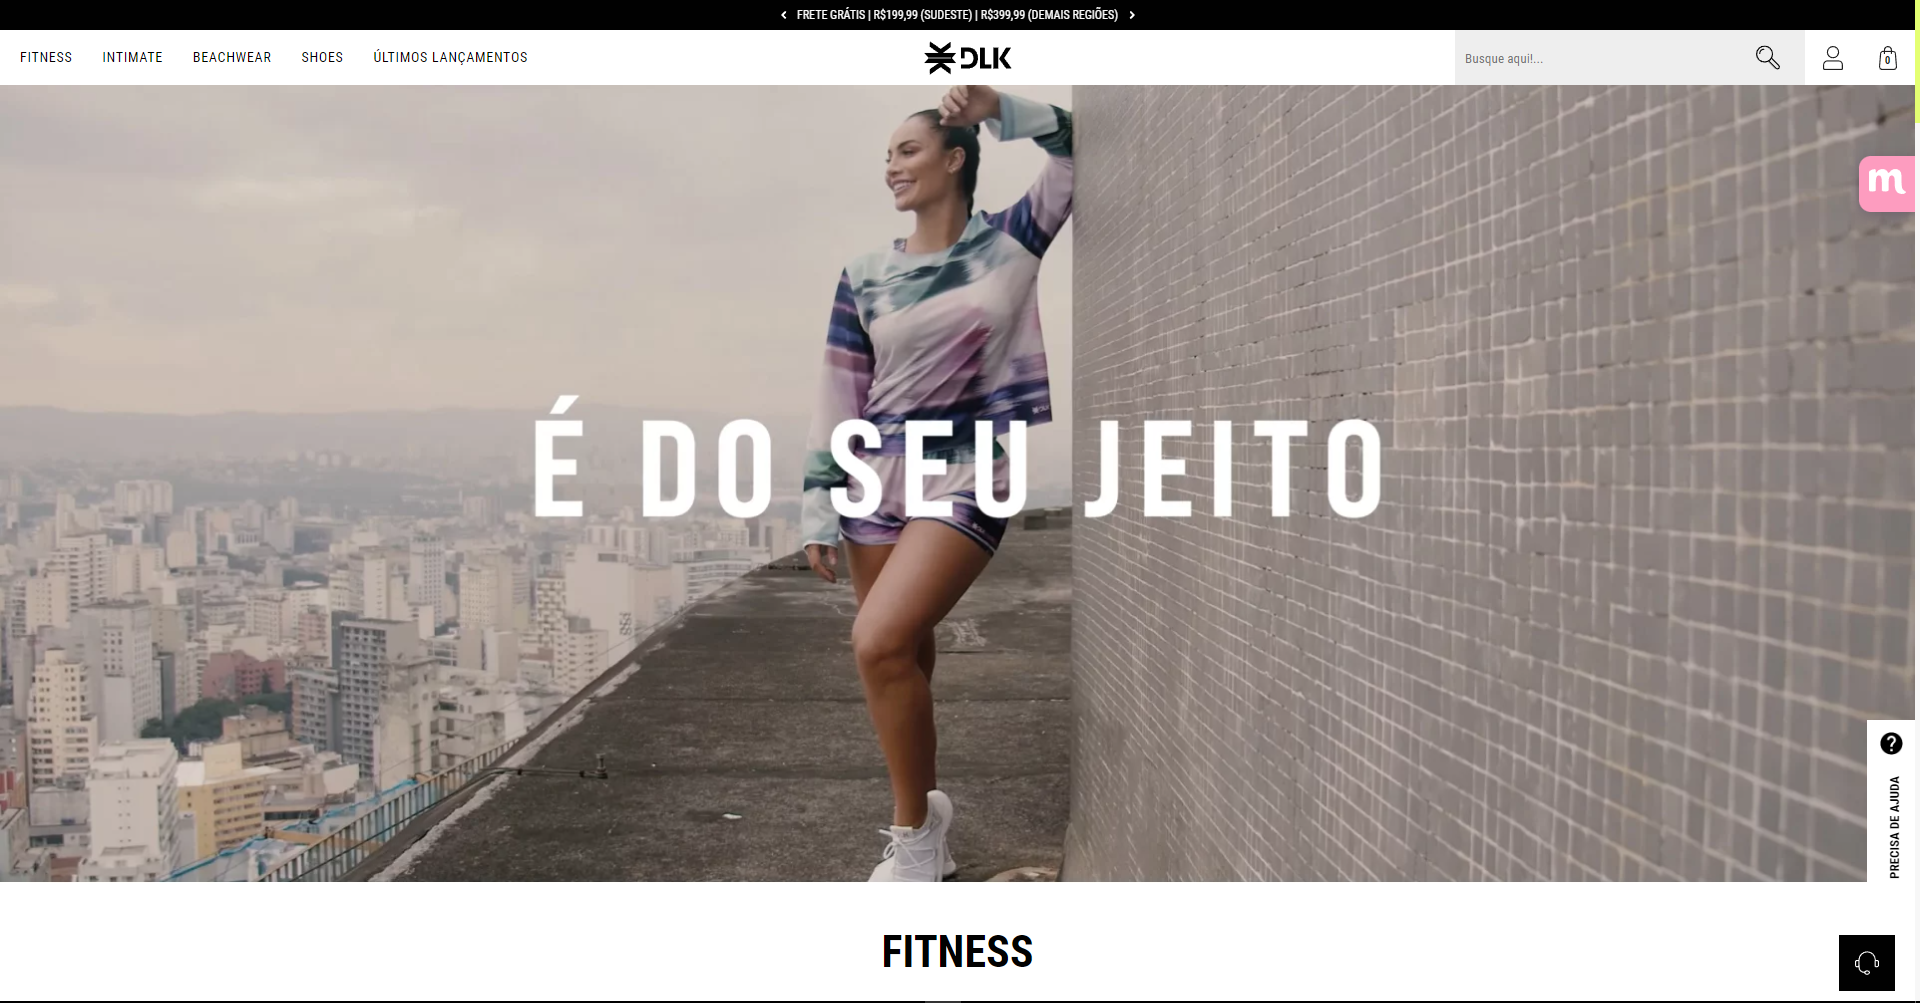 FRETE GRÁTIS | R$199,99 (SUDESTE) | R$399,99 (DEMAIS REGIÕES)
FITNESS INTIMATE BEACHWEAR SHOES ÚLTIMOS LANÇAMENTOS
DLK
Busque aqui!...
0
m
É DO SEU JEITO
?
PRECISA DE AJUDA
FITNESS